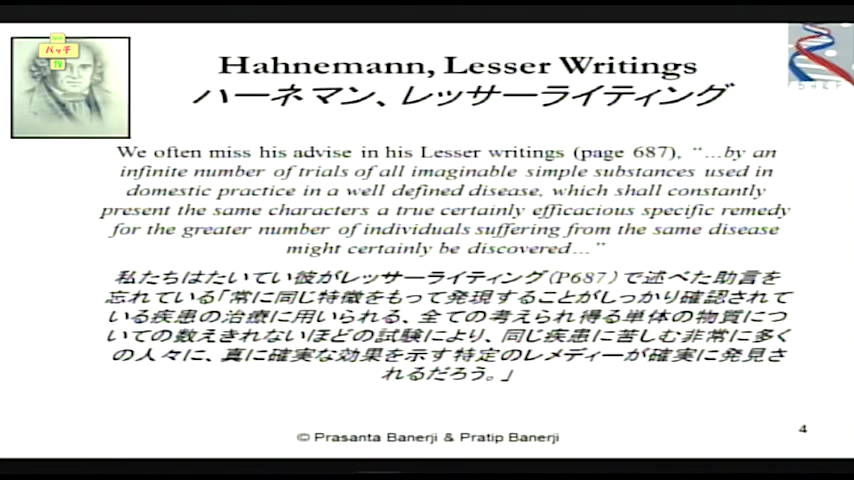 バッチ
TV
Hahnemann, Lesser Writings
ハーネマン、レッサーライティング
We often miss his advise in his Lesser writings (page 687), "...by an
infinite number of trials of all imaginable simple substances used in
domestic practice in a well defined disease, which shall constantly
present the same characters a true certainly efficacious specific remedy
for the greater number of individuals suffering from the same disease
might certainly be discovered..."
私たちはたいてい彼がレッサーライティング(P687)で述べた助言を
忘れている「常に同じ特徴をもって発現することがしっかり確認されて
いる疾患の治療に用いられる、全ての考えられ得る単体の物質につ
いての数えきれないほどの試験により、同じ疾患に苦しむ非常に多く
の人々に、真に確実な効果を示す特定のレメディーが確実に発見さ
れるだろう。」
© Prasanta Banerji & Pratip Banerji
4